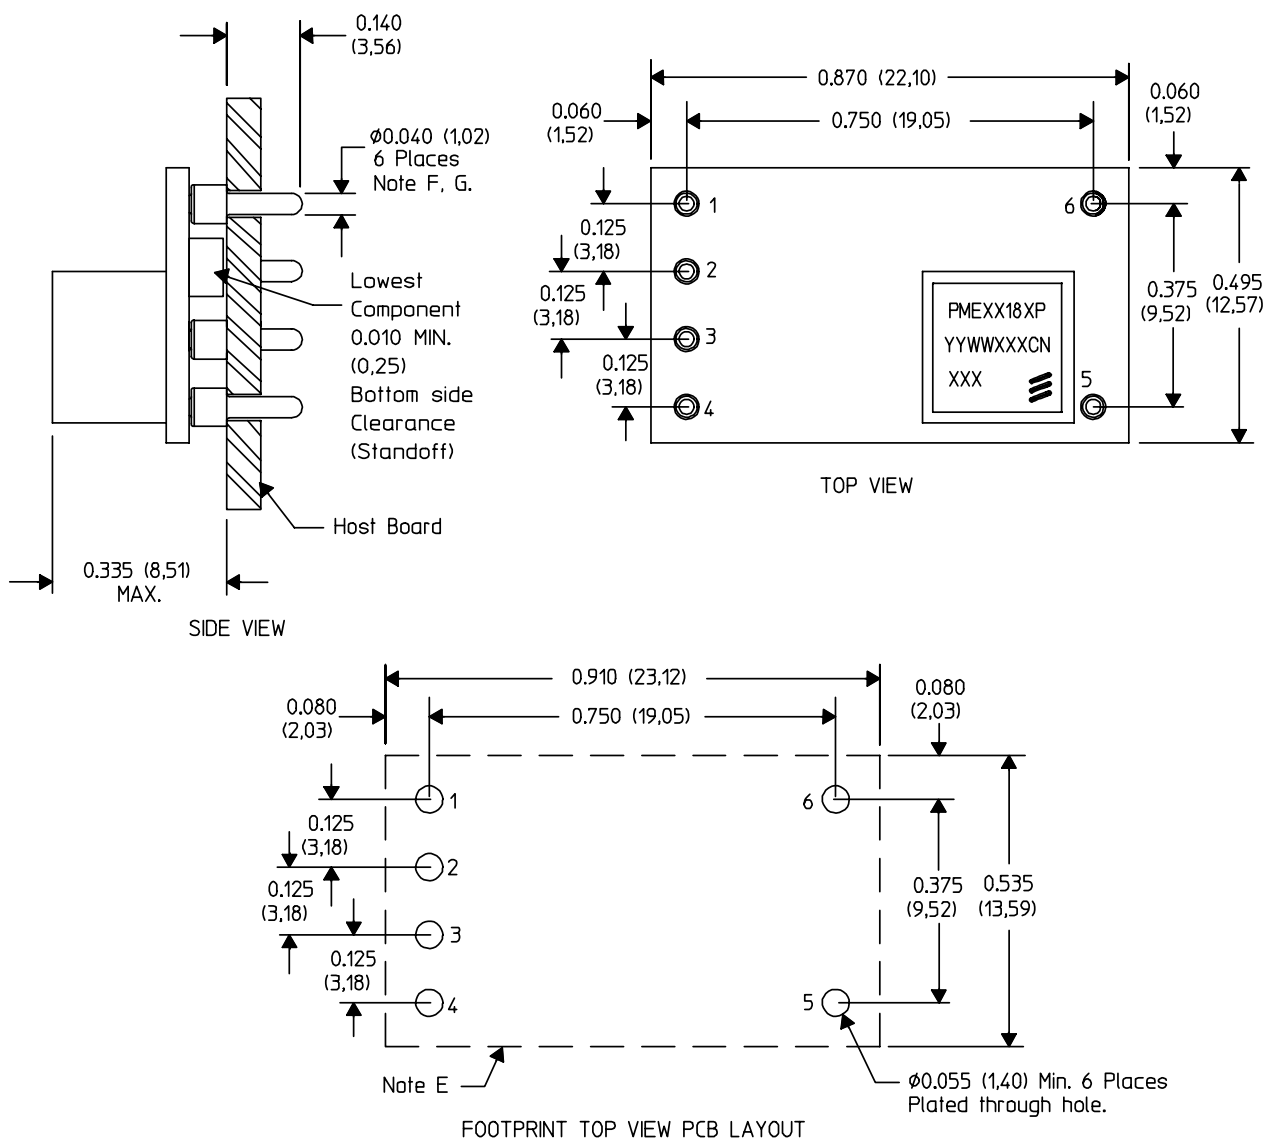 0.140
(3,56)
Ø0.040 (1,02)
6 Places
Note F, G.
Lowest
Component
0.010 MIN.
(0,25)
Bottom side
Clearance
(Standoff)
Host Board
0.335 (8,51)
MAX.
SIDE VIEW
0.870 (22,10)
0.060
(1,52)
0.750 (19,05)
0.060
(1,52)
1
6
0.125
(3,18)
2
0.125
(3,18)
3
0.125
(3,18)
4
5
PMEXX18XP
YYWWXXXCN
XXX
0.375
(9,52)
0.495
(12,57)
TOP VIEW
0.910 (23,12)
0.080
(2,03)
0.750 (19,05)
0.080
(2,03)
1
6
0.125
(3,18)
2
0.125
(3,18)
3
0.125
(3,18)
4
5
0.375
(9,52)
0.535
(13,59)
Note E
Ø0.055 (1,40) Min. 6 Places
Plated through hole.
FOOTPRINT TOP VIEW PCB LAYOUT